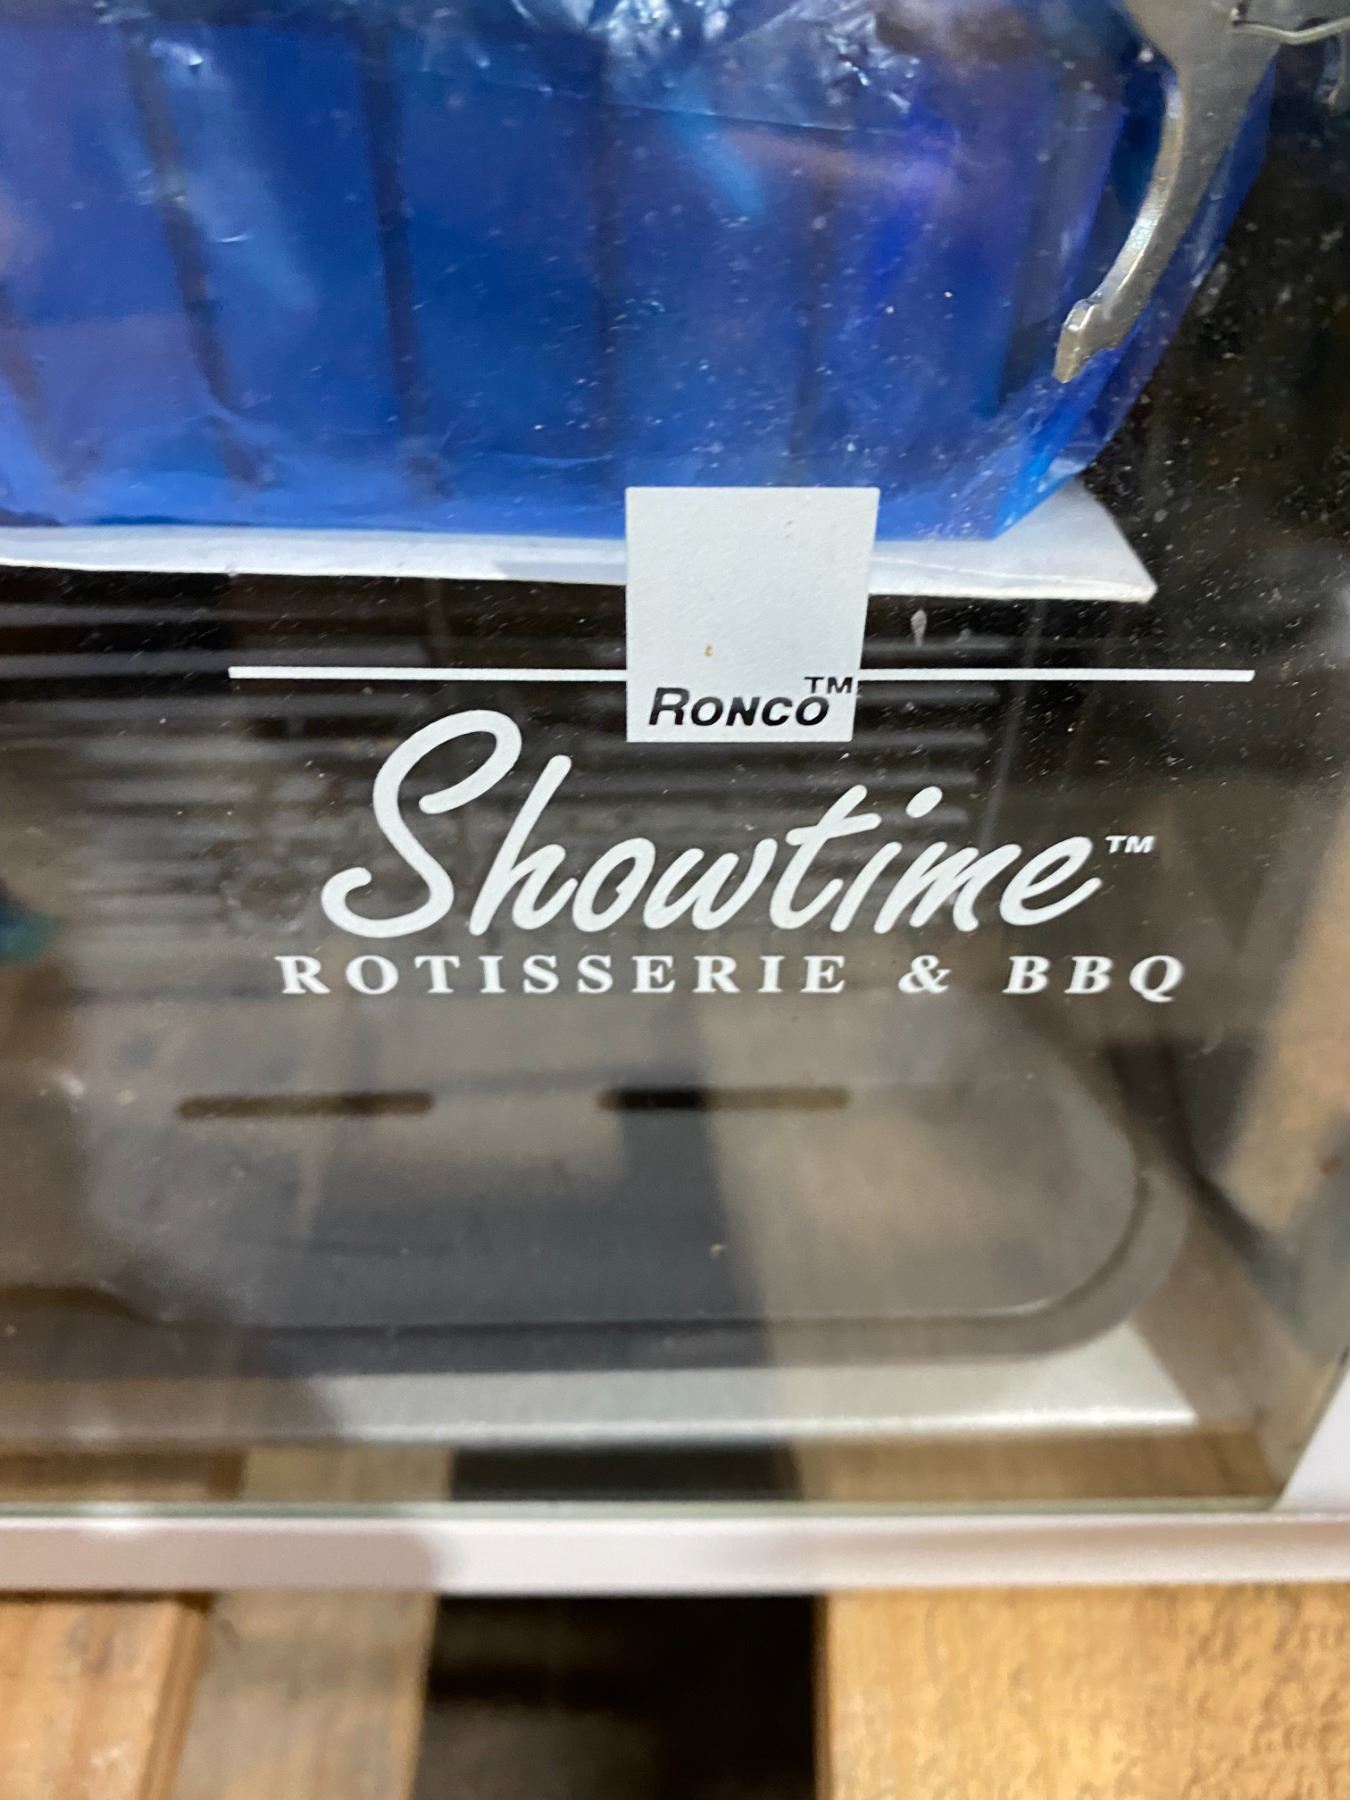 RONCO™
Showtime™
ROTISSERIE & BBQ